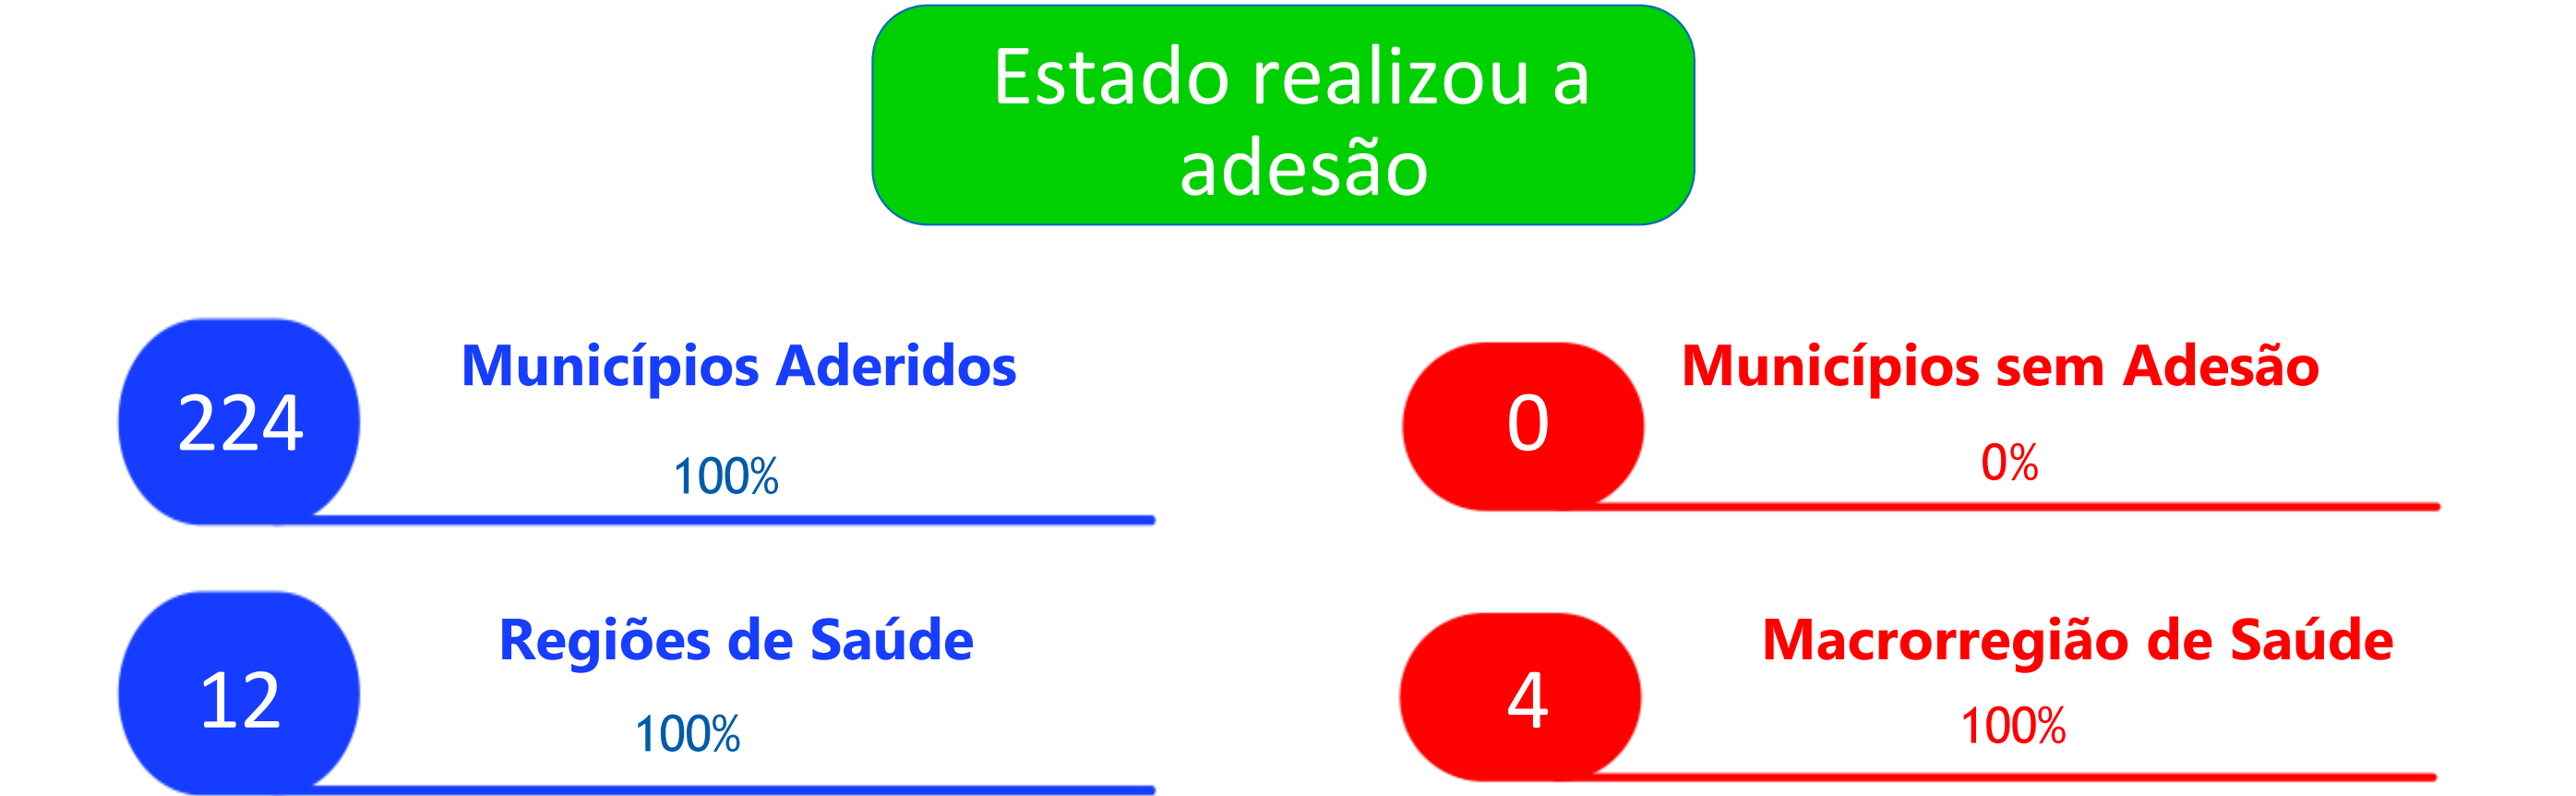 Estado realizou a
adesão
224
Municípios Aderidos
100%
0
Municípios sem Adesão
0%
12
Regiões de Saúde
100%
4
Macrorregião de Saúde
100%